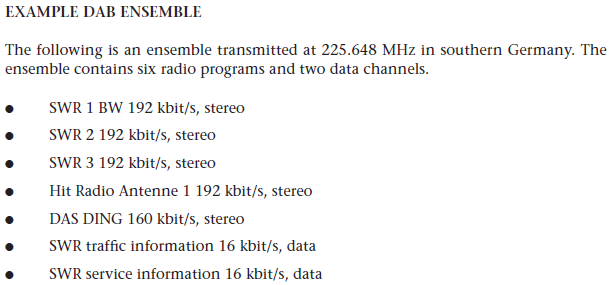 EXAMPLE DAB ENSEMBLE
The following is an ensemble transmitted at 225.648 MHz in southern Germany. The
ensemble contains six radio programs and two data channels.
● SWR 1 BW 192 kbit/s, stereo
● SWR 2 192 kbit/s, stereo
● SWR 3 192 kbit/s, stereo
● Hit Radio Antenne 1 192 kbit/s, stereo
● DAS DING 160 kbit/s, stereo
● SWR traffic information 16 kbit/s, data
● SWR service information 16 kbit/s, data